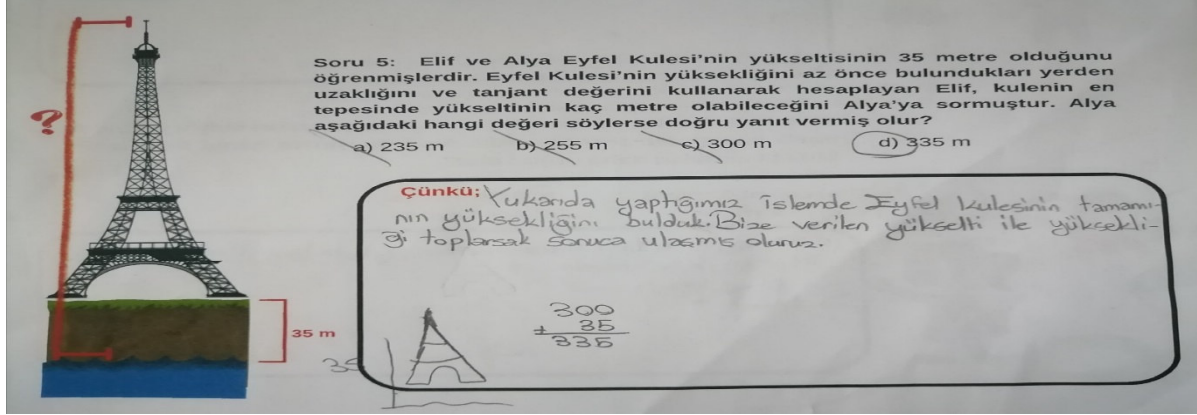 Soru 5: Elif ve Alya Eyfel Kulesi'nin yükseltisinin 35 metre olduğunu
öğrenmişlerdir. Eyfel Kulesi'nin yüksekliğini az önce bulundukları yerden
uzaklığını ve tanjant değerini kullanarak hesaplayan Elif, kulenin en
tepesinde yükseltinin kaç metre olabileceğini Alya'ya sormuştur. Alya
aşağıdaki hangi değeri söylerse doğru yanıt vermiş olur?
?
a) 235 m b) 255 m c) 300 m d) 335 m
Çünkü; Yukarıda yaptığımız işlemde Eyfel kulesinin tamamı-
nın yüksekliğini bulduk. Bize verilen yükselti ile yüksekli-
ği toplarsak sonuca ulaşmış oluruz.
300
+ 35
335
35 m
35